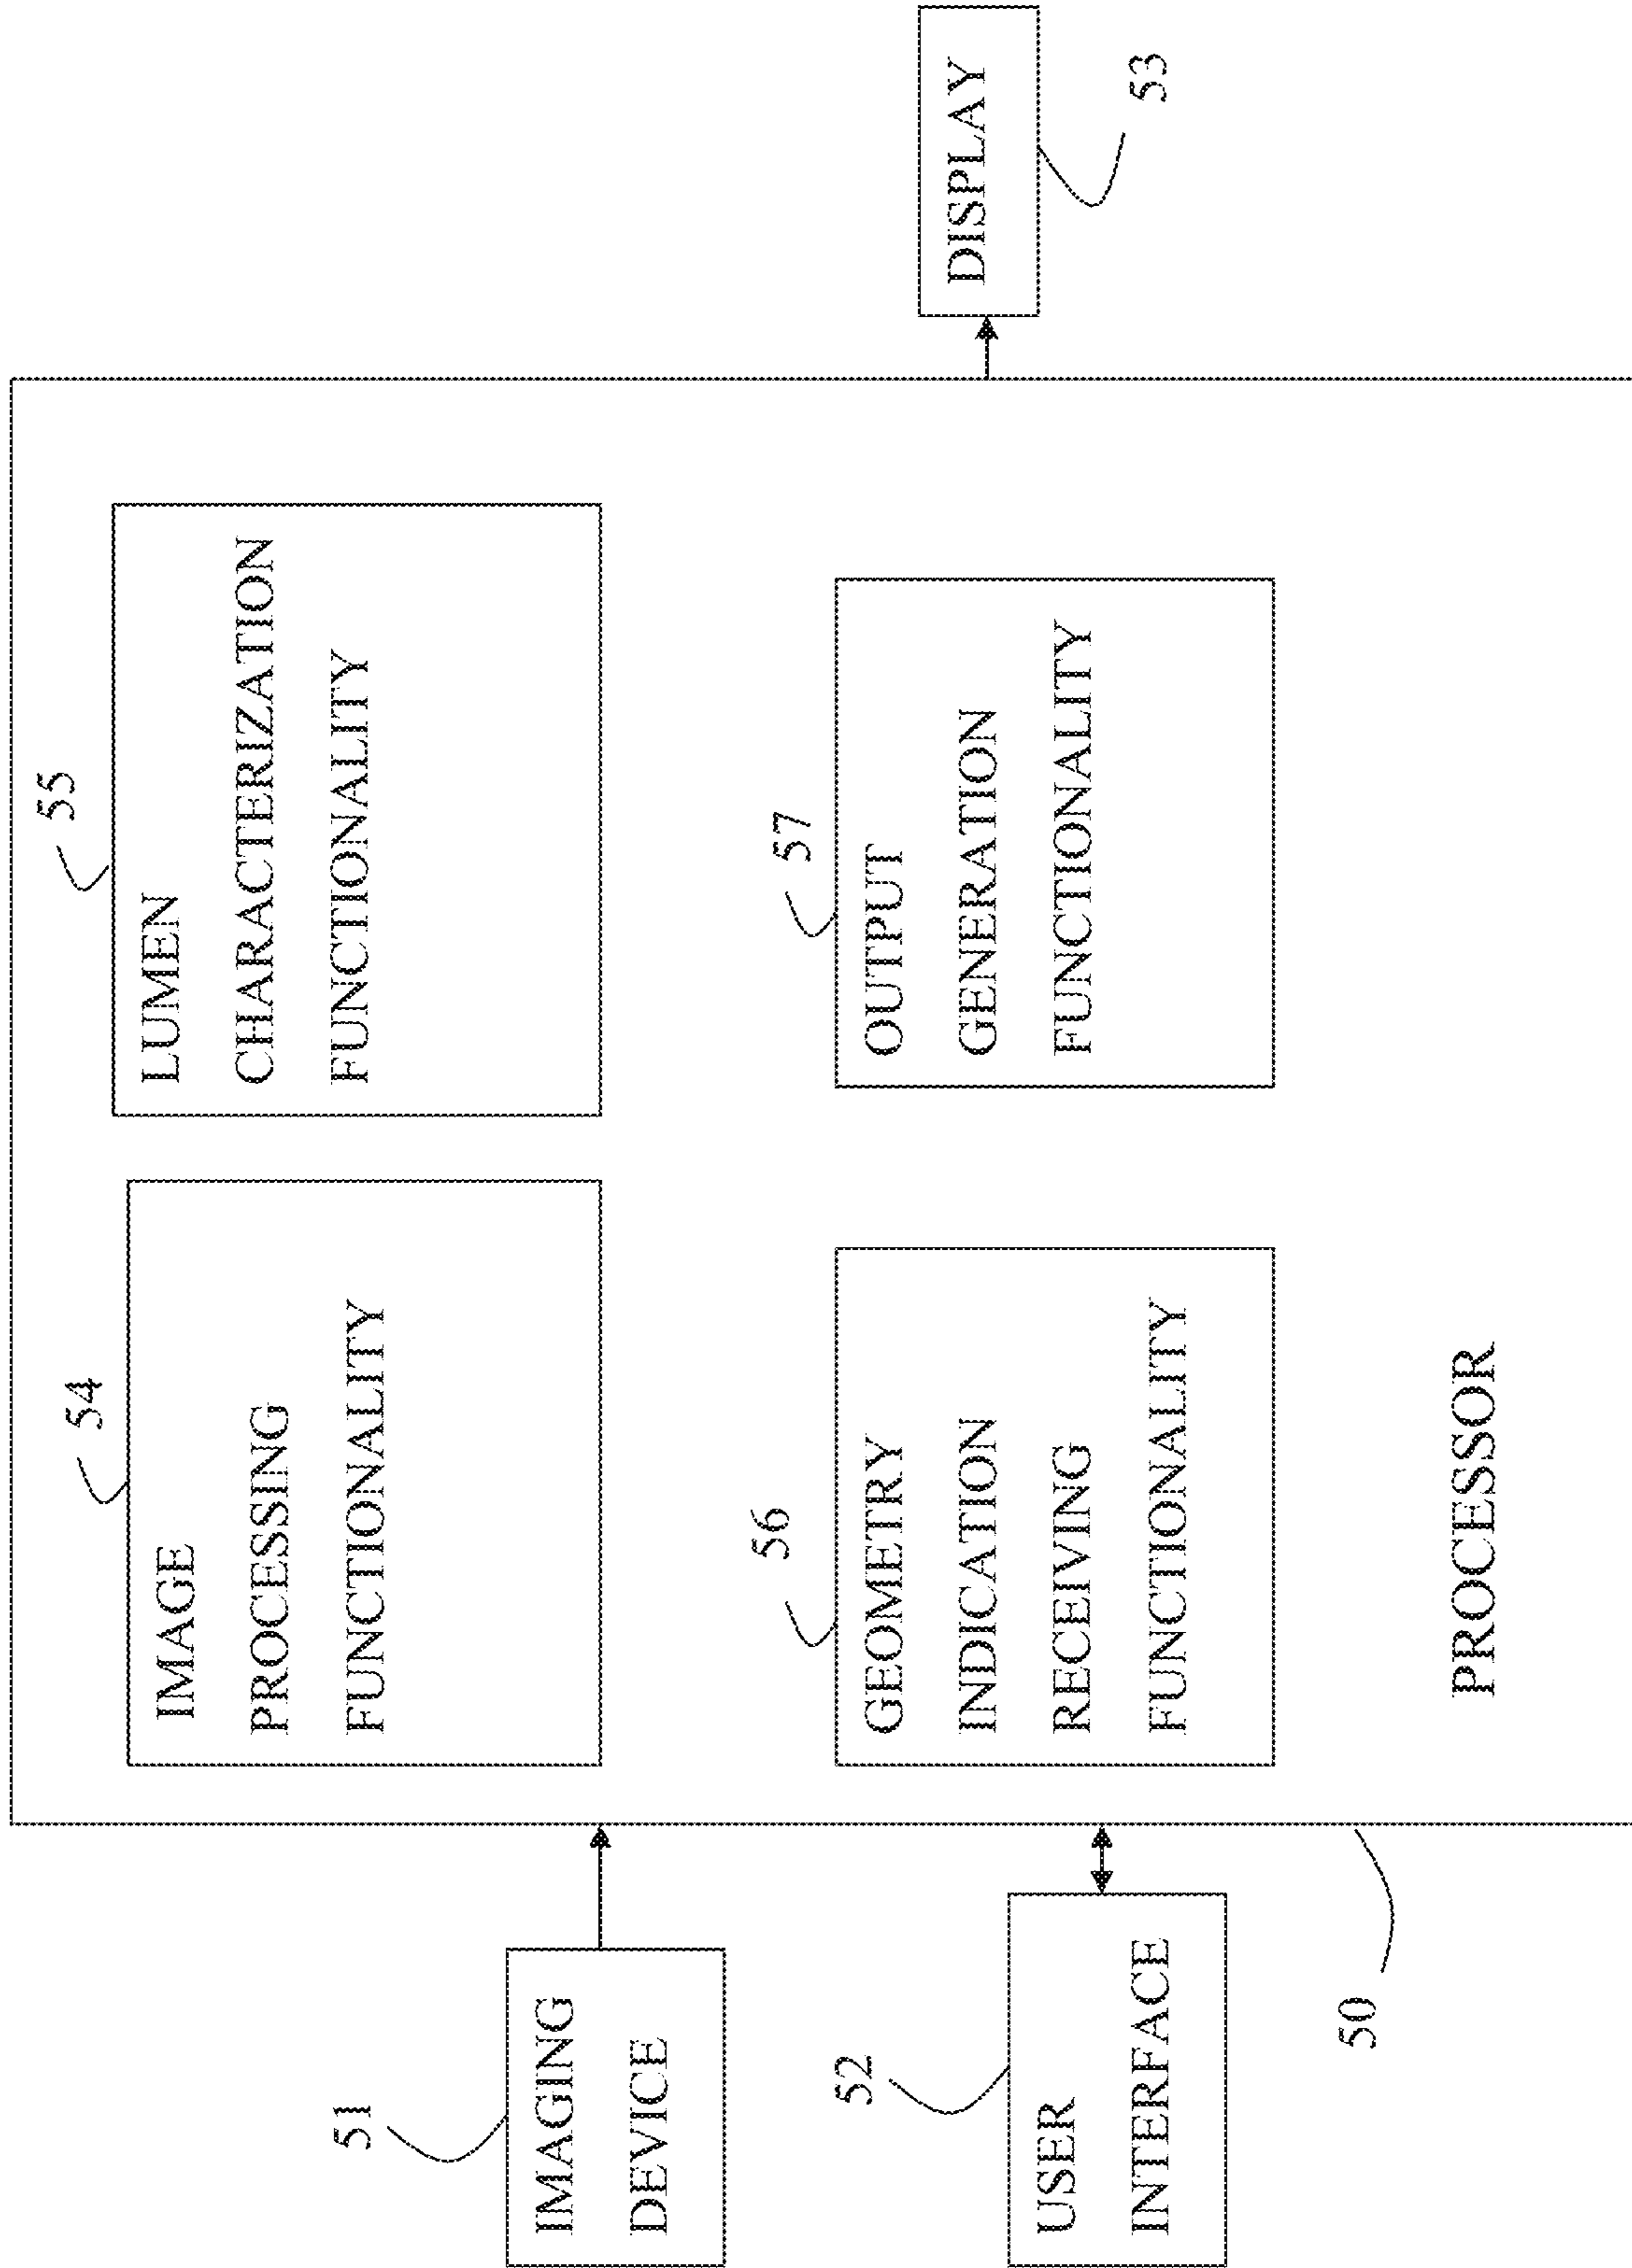 55
LUMEN
CHARACTERIZATION
FUNCTIONALITY
54
IMAGE
PROCESSING
FUNCTIONALITY
51
IMAGING
DEVICE
57
OUTPUT
GENERATION
FUNCTIONALITY
56
GEOMETRY
INDICATION
RECEIVING
FUNCTIONALITY
52
USER
INTERFACE
DISPLAY
53
50
PROCESSOR